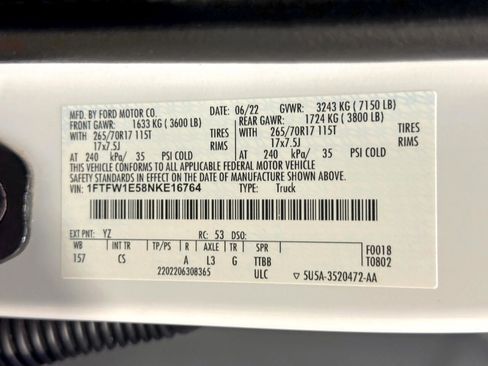 MFD. BY FORD MOTOR CO. DATE: 06/22 GVWR: 3243 KG ( 7150 LB)
FRONT GAWR: 1633 KG ( 3600 LB) REAR GAWR: 1724 KG ( 3800 LB)
WITH 265/70R17 115T TIRES WITH 265/70R17 115T TIRES
17x7.5J RIMS 17x7.5J RIMS
AT 240 kPa/ 35 PSI COLD AT 240 kPa/ 35 PSI COLD
THIS VEHICLE CONFORMS TO ALL APPLICABLE FEDERAL MOTOR VEHICLE
SAFETY STANDARDS IN EFFECT ON THE DATE OF MANUFACTURE SHOWN ABOVE.
VIN: 1FTFW1E58NKE16764 TYPE: Truck
EXT PNT: YZ RC: 53 DSO:
WB INT TR TP/PS R AXLE TR SPR F0018
157 CS A L3 G TTBB T0802
2202206308365 ULC ▽5U5A-3520472-AA